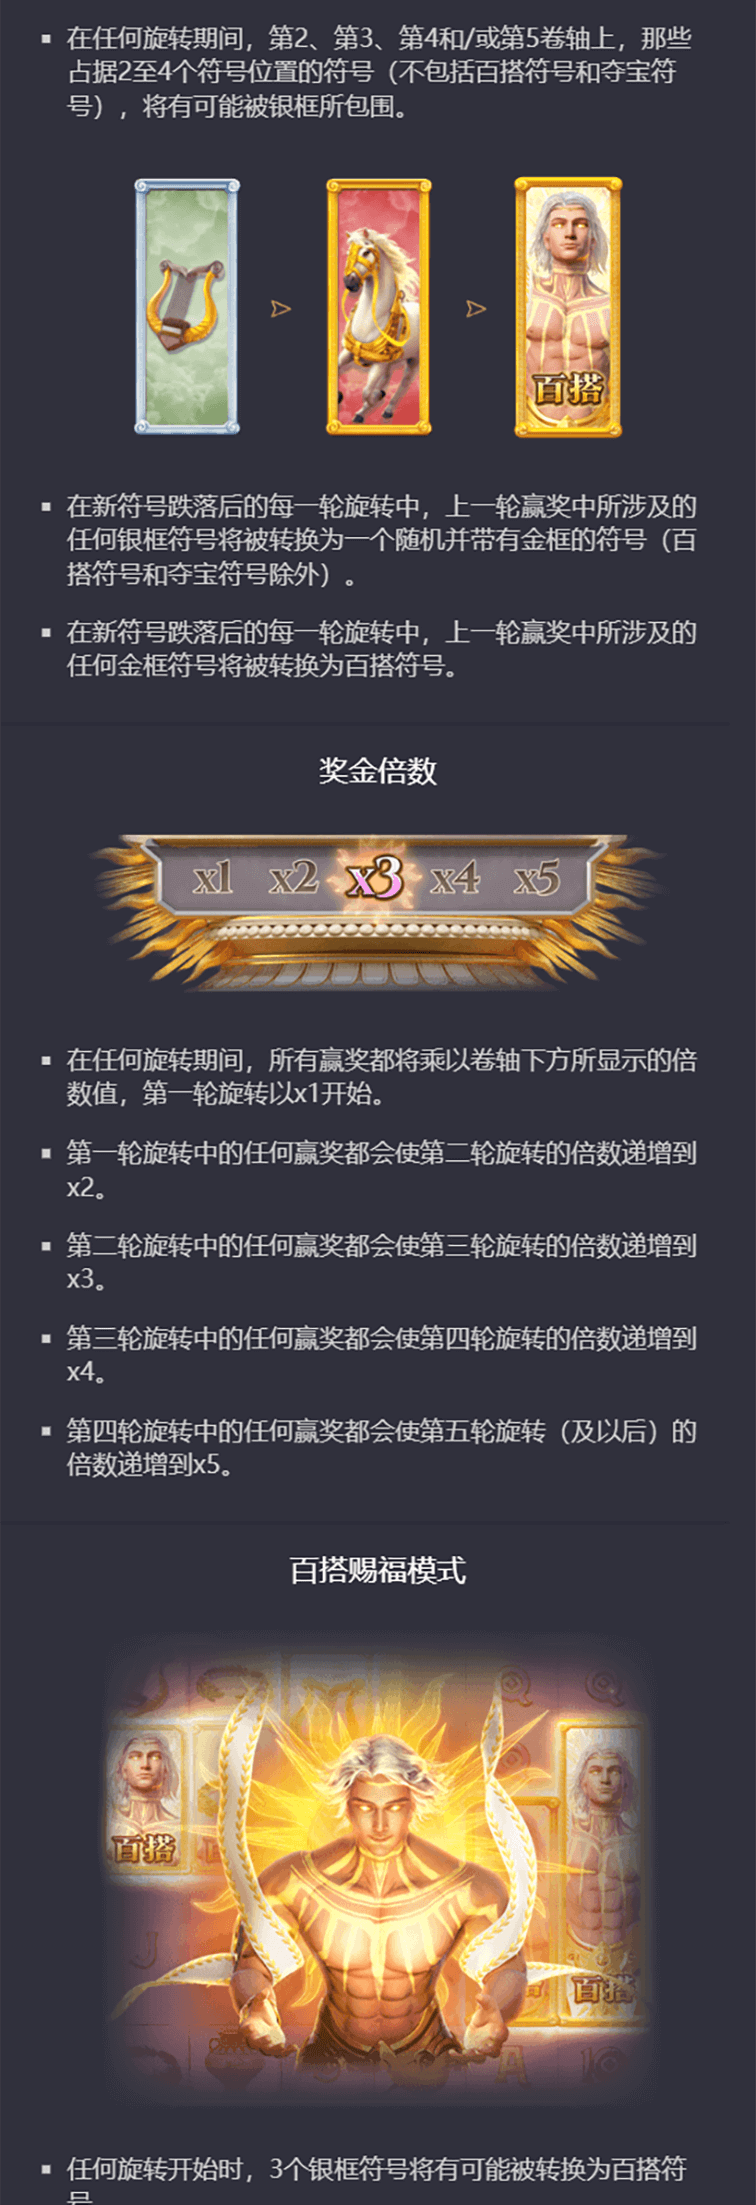 在任何旋转期间，第2、第3、第4和/或第5卷轴上，那些
占据2至4个符号位置的符号（不包括百搭符号和夺宝符
号），将有可能被银框所包围。
百搭
在新符号跌落后的每一轮旋转中，上一轮赢奖中所涉及的
任何银框符号将被转换为一个随机并带有金框的符号（百
搭符号和夺宝符号除外）。
在新符号跌落后的每一轮旋转中，上一轮赢奖中所涉及的
任何金框符号将被转换为百搭符号。
奖金倍数
x1 x2 x3 x4 x5
在任何旋转期间，所有赢奖都将乘以卷轴下方所显示的倍
数值，第一轮旋转以x1开始。
第一轮旋转中的任何赢奖都会使第二轮旋转的倍数递增到
x2。
第二轮旋转中的任何赢奖都会使第三轮旋转的倍数递增到
x3。
第三轮旋转中的任何赢奖都会使第四轮旋转的倍数递增到
x4。
第四轮旋转中的任何赢奖都会使第五轮旋转（及以后）的
倍数递增到x5。
百搭赐福模式
Q
百搭
J
百搭
A
任何旋转开始时，3个银框符号将有可能被转换为百搭符
号